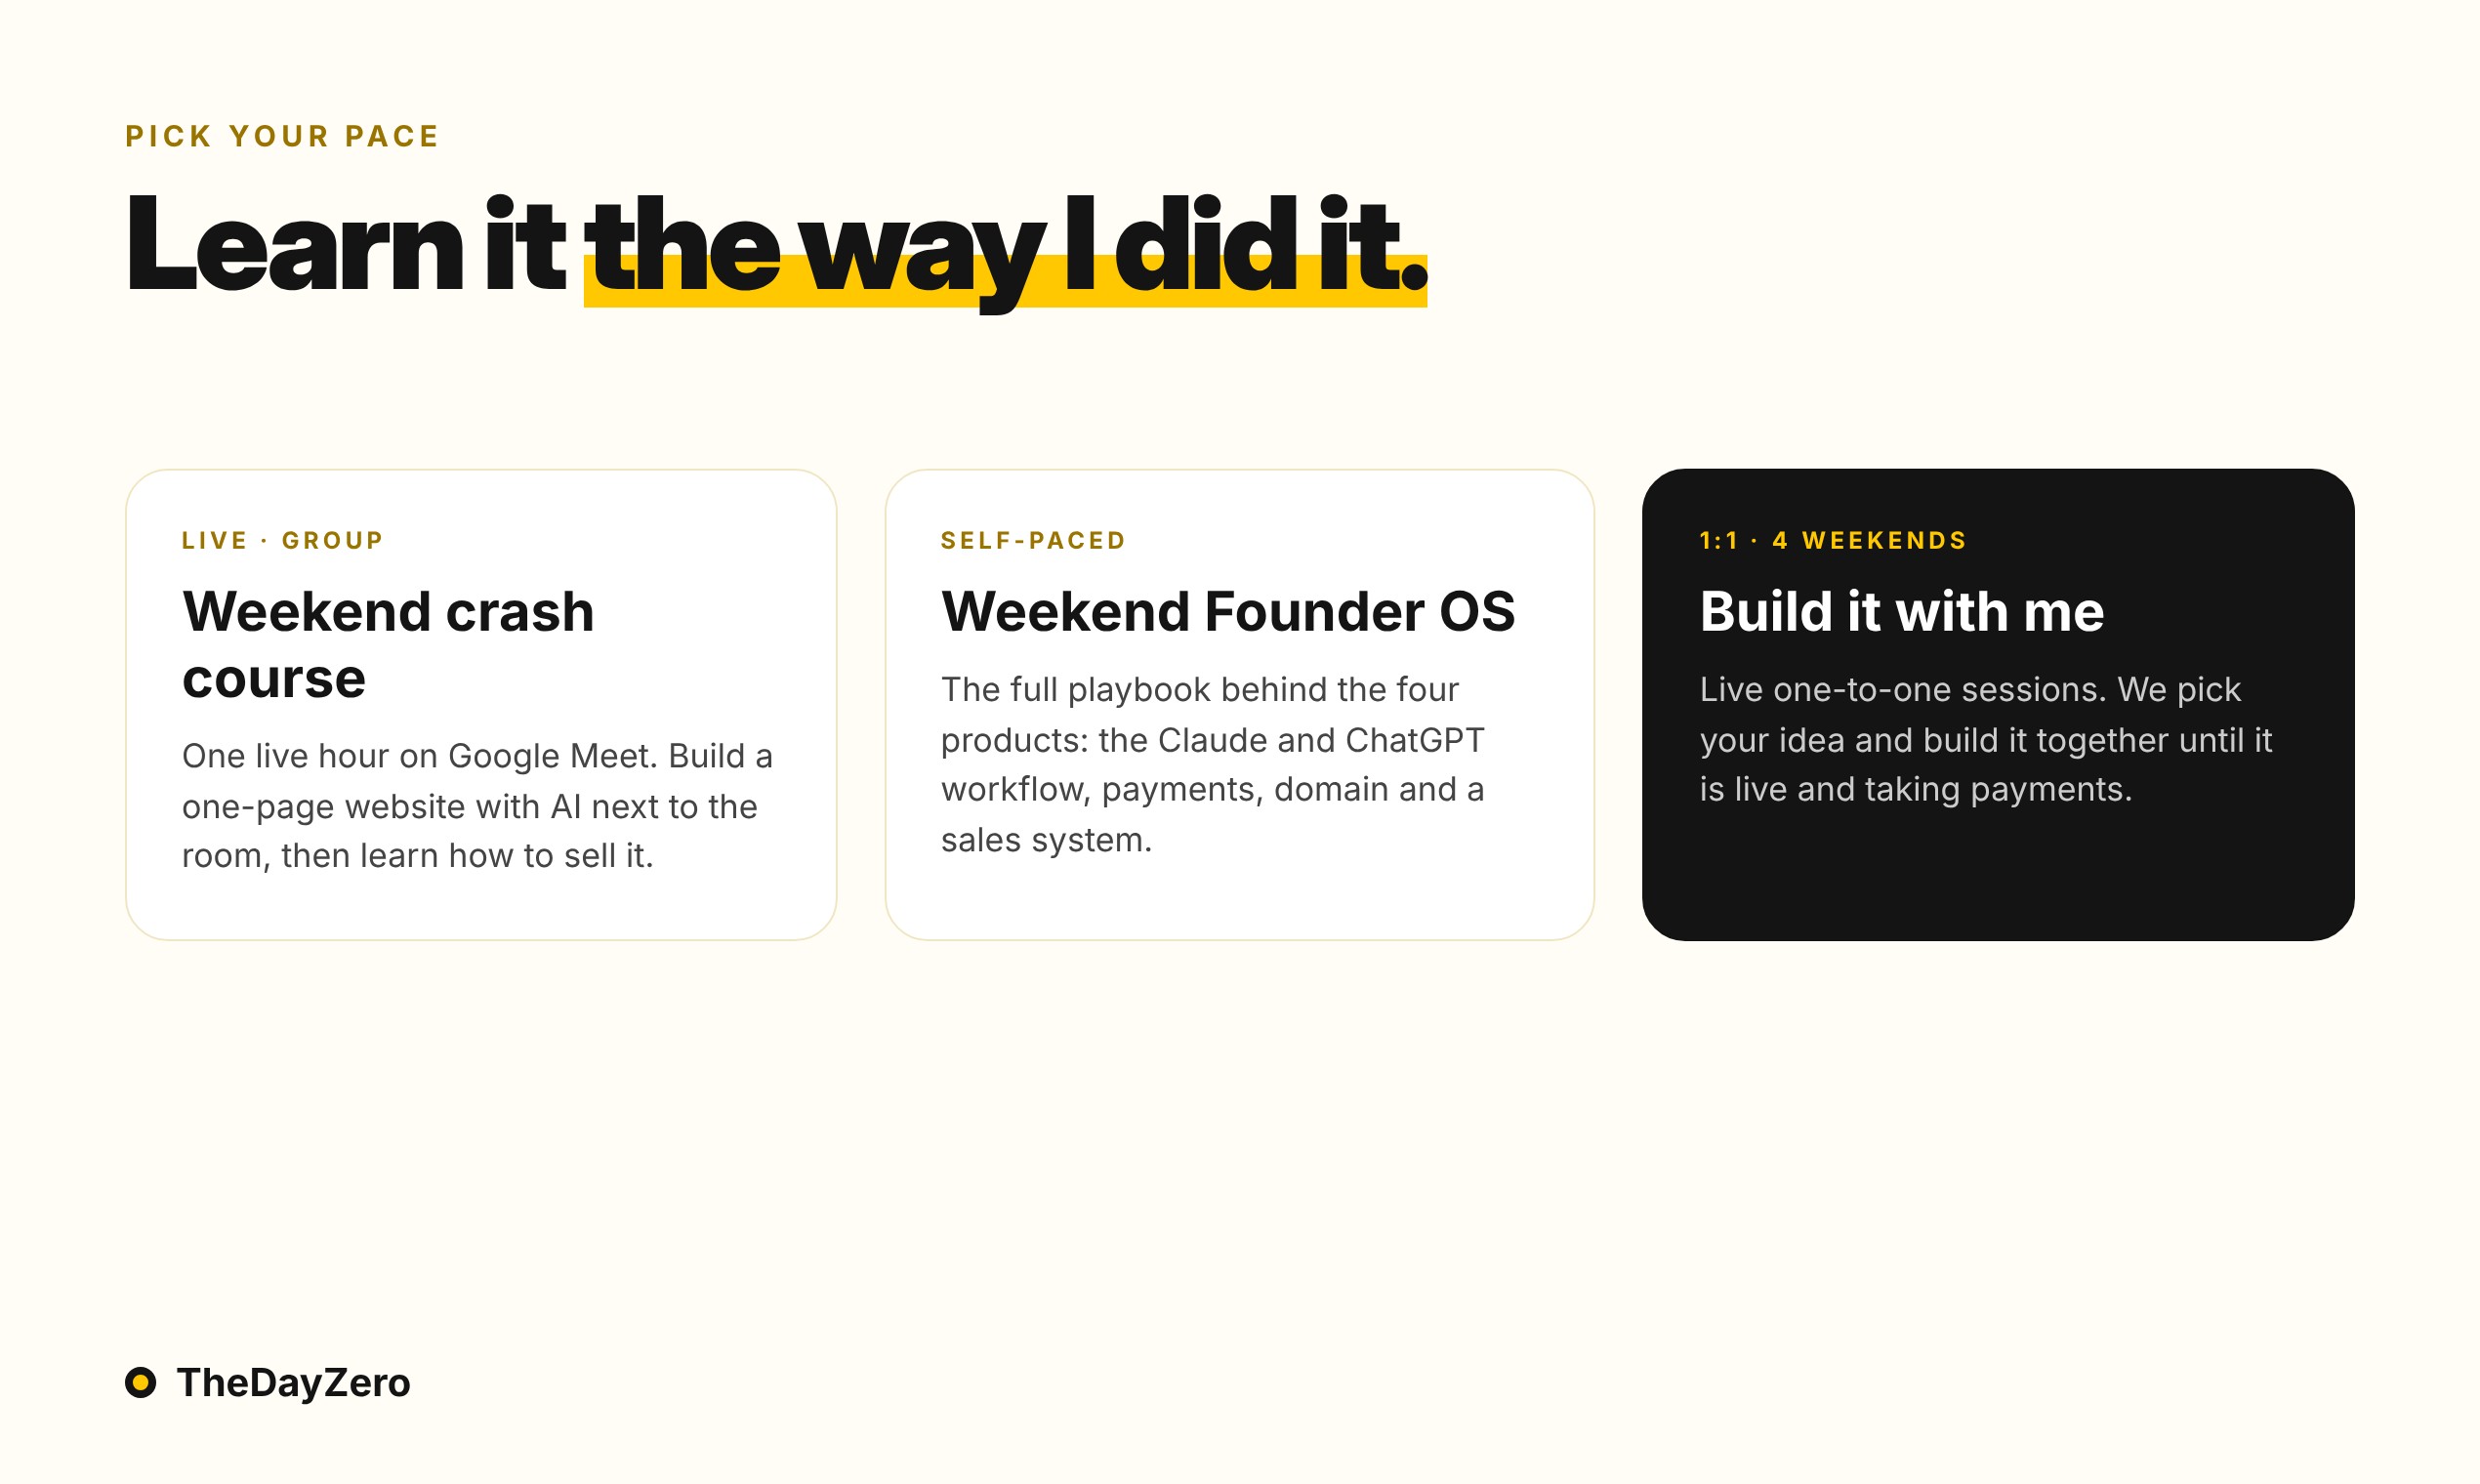 PICK YOUR PACE
Learn it the way I did it.
LIVE · GROUP
Weekend crash
course
One live hour on Google Meet. Build a
one-page website with AI next to the
room, then learn how to sell it.
SELF-PACED
Weekend Founder OS
The full playbook behind the four
products: the Claude and ChatGPT
workflow, payments, domain and a
sales system.
1:1 · 4 WEEKENDS
Build it with me
Live one-to-one sessions. We pick
your idea and build it together until it
is live and taking payments.
TheDayZero